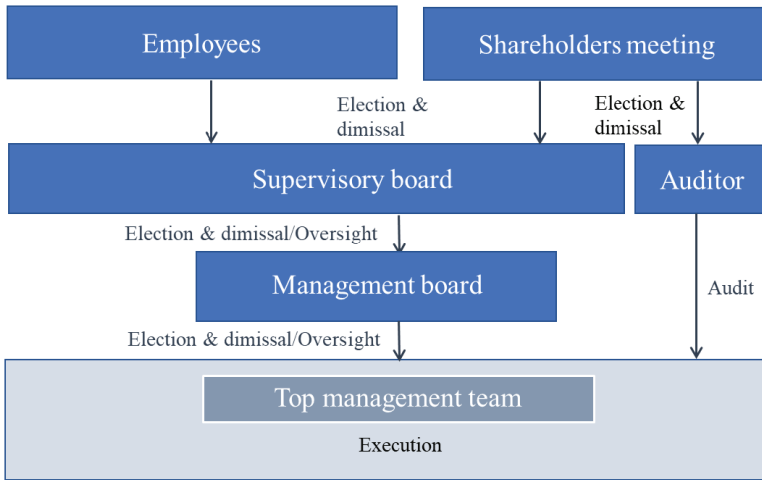 Employees
Shareholders meeting
Election &
dimissal
Election &
dimissal
Supervisory board
Auditor
Election & dimissal/Oversight
Management board
Audit
Election & dimissal/Oversight
Top management team
Execution